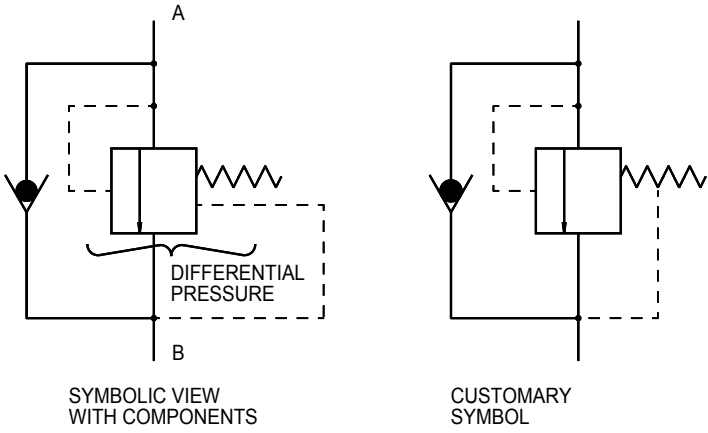 A
DIFFERENTIAL
PRESSURE
B
SYMBOLIC VIEW
WITH COMPONENTS
CUSTOMARY
SYMBOL